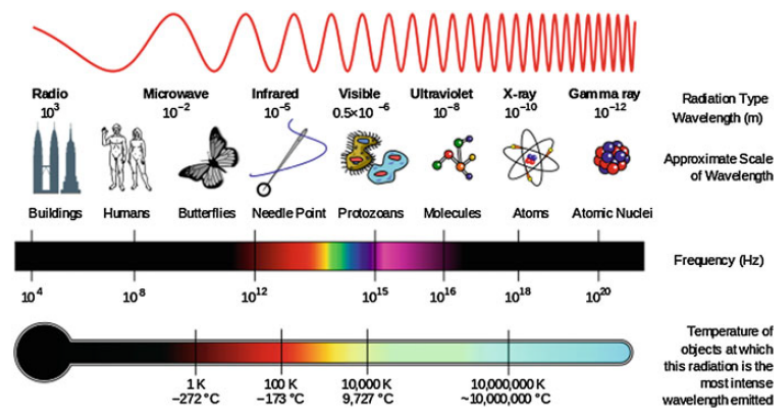 Radio Microwave Infrared Visible Ultraviolet X-ray Gamma ray Radiation Type
10³ 10⁻² 10⁻⁵ 0.5× 10⁻⁶ 10⁻⁸ 10⁻¹⁰ 10⁻¹² Wavelength (m)
Approximate Scale
of Wavelength
Buildings Humans Butterflies Needle Point Protozoans Molecules Atoms Atomic Nuclei
Frequency (Hz)
10⁴ 10⁸ 10¹² 10¹⁵ 10¹⁶ 10¹⁸ 10²⁰
Temperature of
objects at which
this radiation is the
most intense
wavelength emitted
1 K 100 K 10,000 K 10,000,000 K
−272 °C −173 °C 9,727 °C ~10,000,000 °C